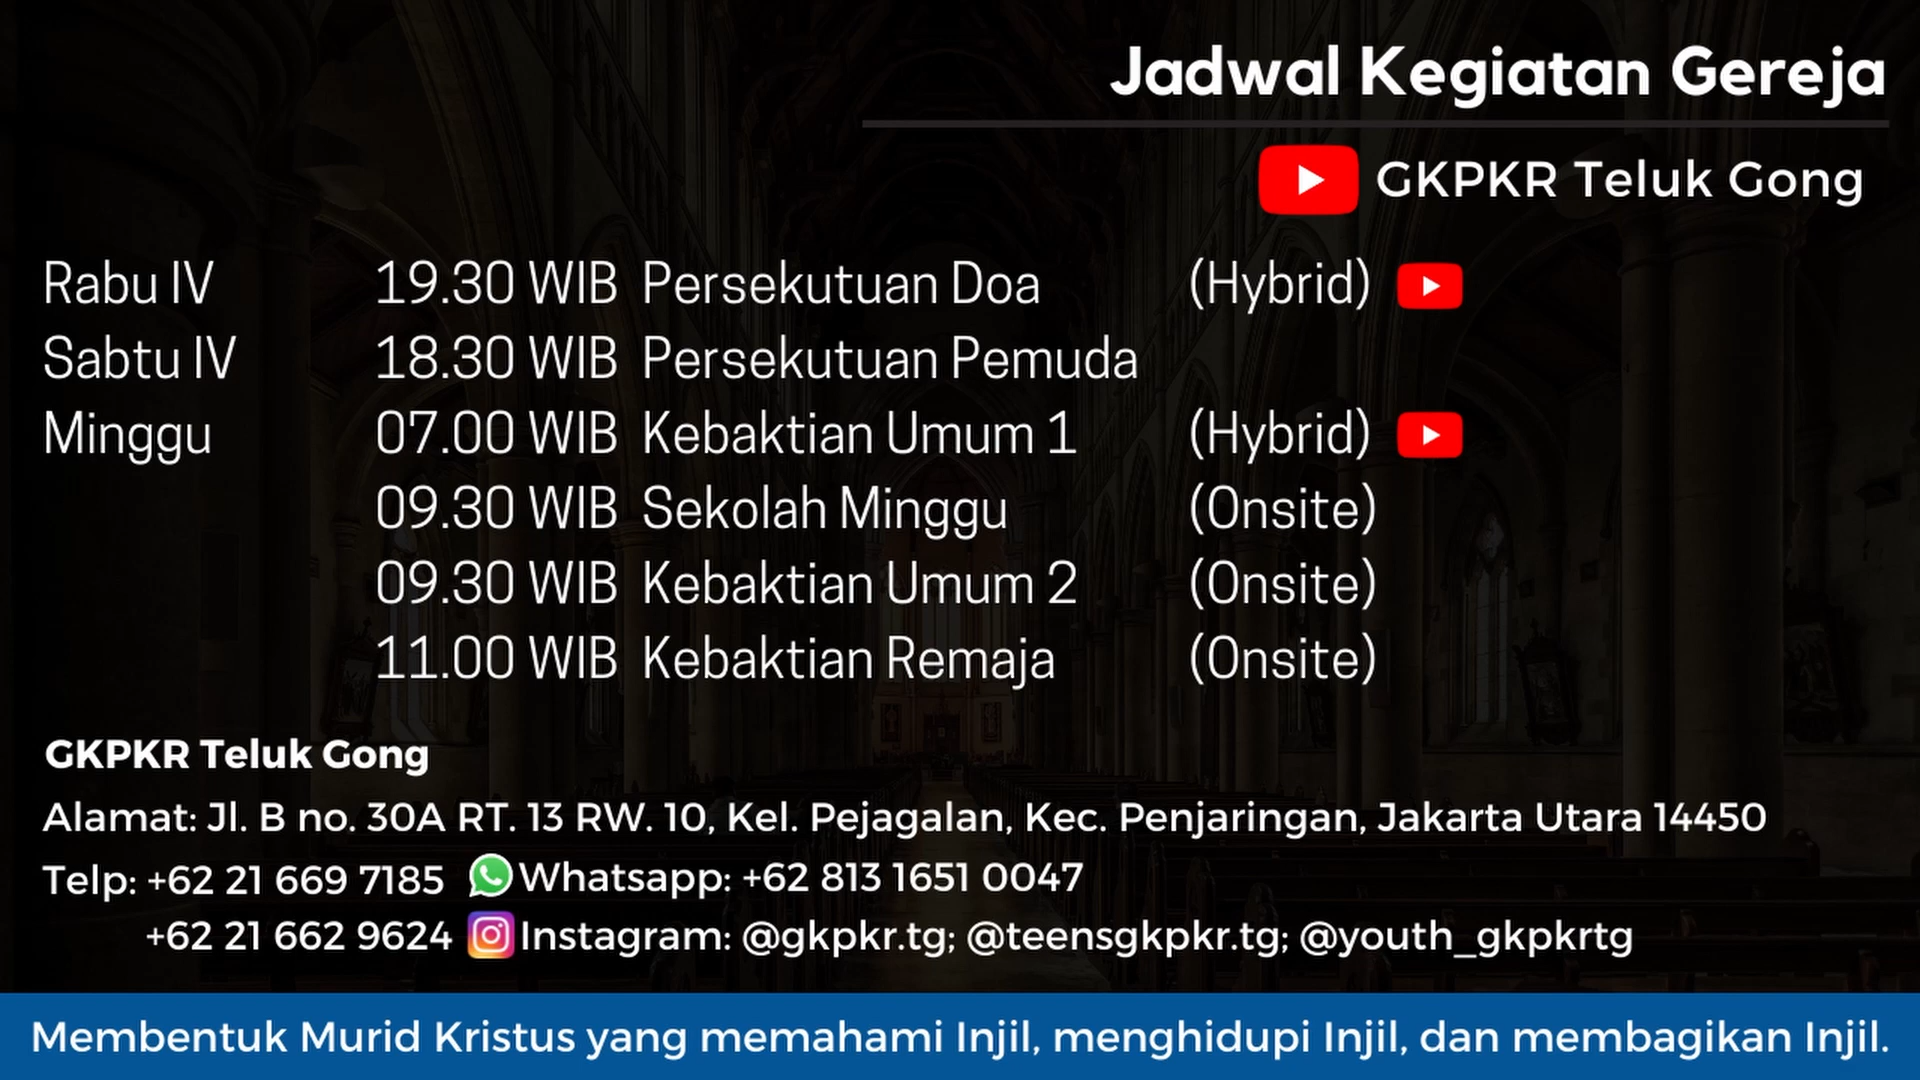 Jadwal Kegiatan Gereja
GKPKR Teluk Gong
Rabu IV 19.30 WIB Persekutuan Doa (Hybrid)
Sabtu IV 18.30 WIB Persekutuan Pemuda
Minggu 07.00 WIB Kebaktian Umum 1 (Hybrid)
09.30 WIB Sekolah Minggu (Onsite)
09.30 WIB Kebaktian Umum 2 (Onsite)
11.00 WIB Kebaktian Remaja (Onsite)
GKPKR Teluk Gong
Alamat: Jl. B no. 30A RT. 13 RW. 10, Kel. Pejagalan, Kec. Penjaringan, Jakarta Utara 14450
Telp: +62 21 669 7185 Whatsapp: +62 813 1651 0047
+62 21 662 9624 Instagram: @gkpkr.tg; @teensgkpkr.tg; @youth_gkpkrtg
Membentuk Murid Kristus yang memahami Injil, menghidupi Injil, dan membagikan Injil.